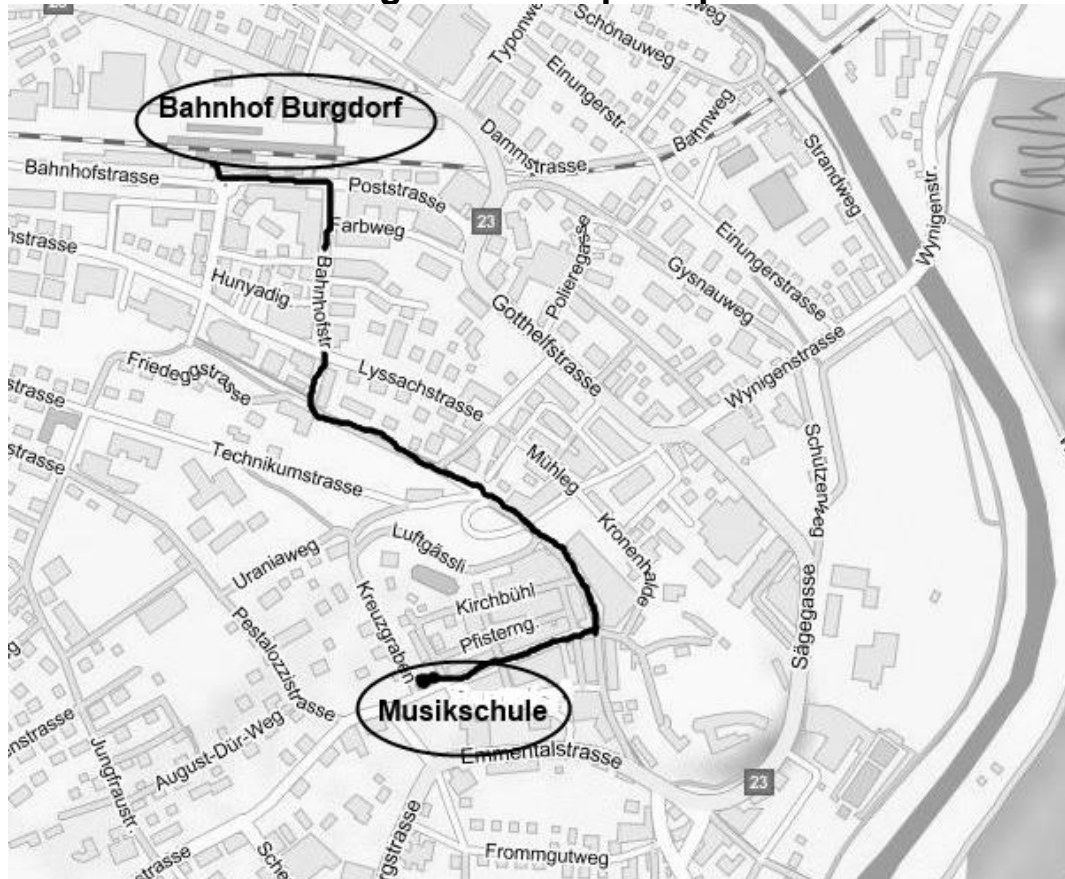 23
Typonweg
Schönauweg
Einungerstr.
Bahnhof Burgdorf
Dammstrasse
Bahnweg
Strandweg
Bahnhofstrasse
Poststrasse
Farbweg
23
Wynigenstr.
Bahnhofstr.
Hunyadig
Polieregasse
Einungerstrasse
Gysnauweg
Gotthelfstrasse
Friedeggstrasse
Lyssachstrasse
Wynigenstrasse
Technikumstrasse
Mühleg
Schützenweg
Kronenhalde
Luftgässli
Uraniaweg
Kirchbühl
Kreuzgraben
Pfisterng.
Pestalozzistrasse
Sägegasse
Musikschule
August-Dür-Weg
Emmentalstrasse
Jungfraustr.
23
Frommgutweg